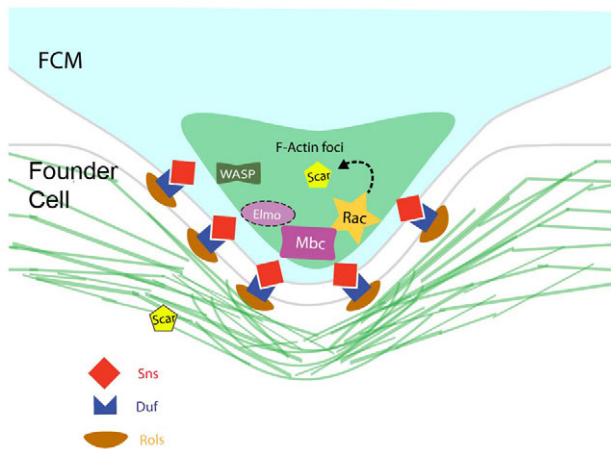 FCM
F-Actin foci
WASP
Scar
Founder
Cell
Elmo
Rac
Mbc
Scar
Sns
Duf
Rols